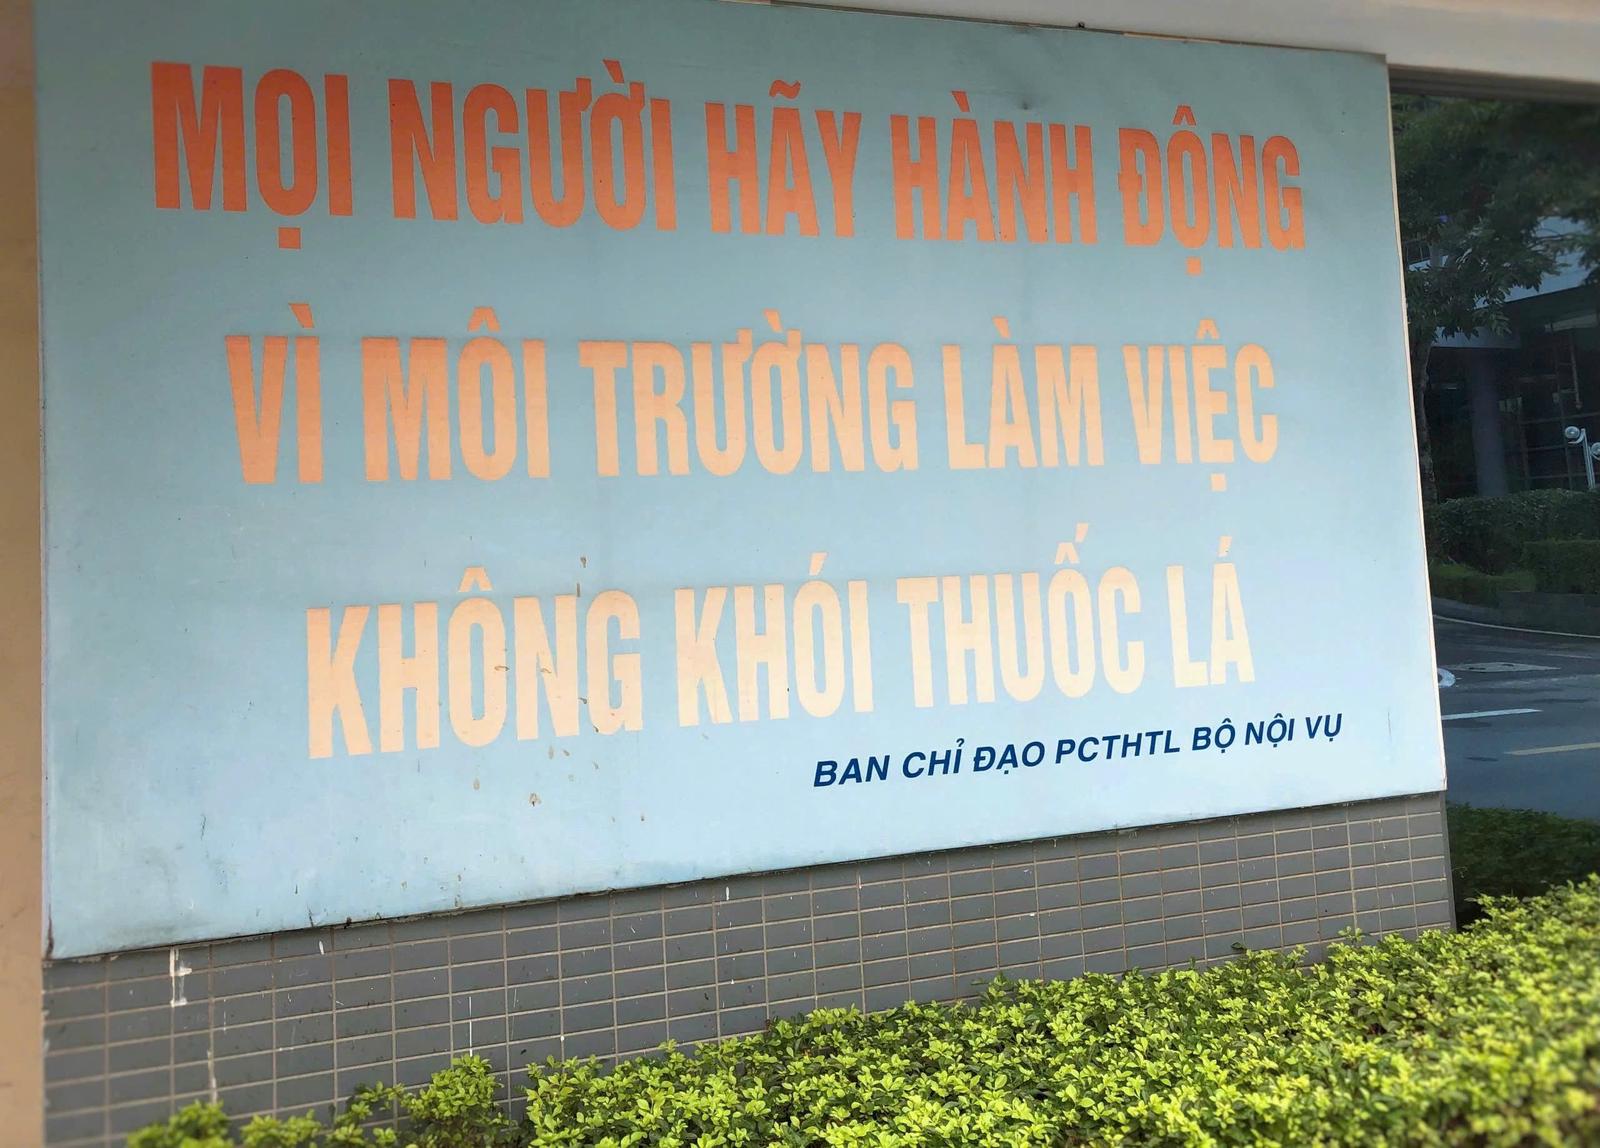 MỌI NGƯỜI HÃY HÀNH ĐỘNG
VÌ MÔI TRƯỜNG LÀM VIỆC
KHÔNG KHÓI THUỐC LÁ
BAN CHỈ ĐẠO PCTHTL BỘ NỘI VỤ